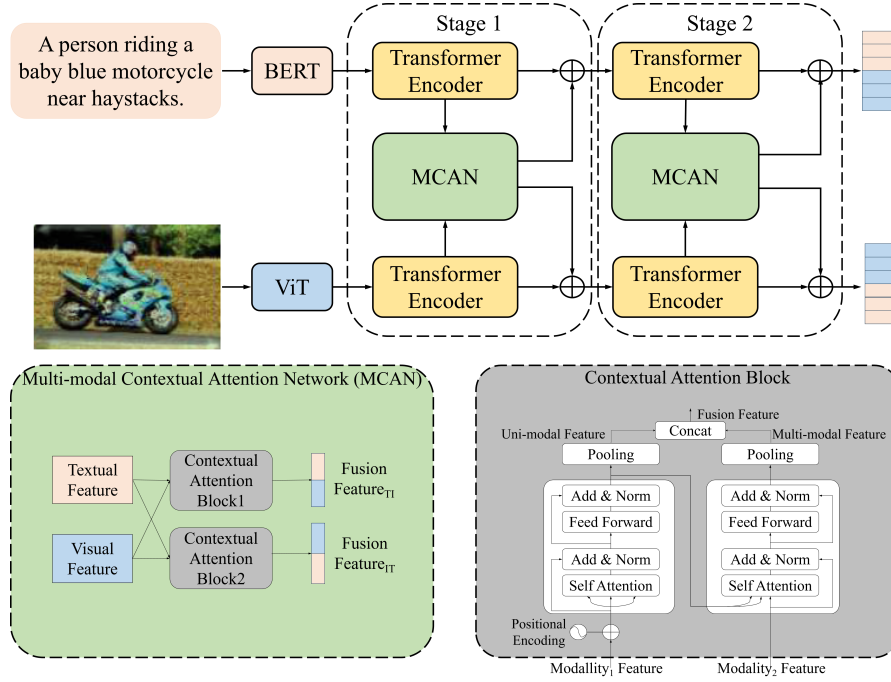 Stage 1
Stage 2
A person riding a
baby blue motorcycle
near haystacks.
BERT
Transformer
Encoder
Transformer
Encoder
MCAN
MCAN
ViT
Transformer
Encoder
Transformer
Encoder
Multi-modal Contextual Attention Network (MCAN)
Textual
Feature
Visual
Feature
Contextual
Attention
Block1
Contextual
Attention
Block2
Fusion
Feature_TI
Fusion
Feature_IT
Contextual Attention Block
Fusion Feature
Uni-modal Feature
Concat
Multi-modal Feature
Pooling
Pooling
Add & Norm
Feed Forward
Add & Norm
Self Attention
Add & Norm
Feed Forward
Add & Norm
Self Attention
Positional
Encoding
Modallity₁ Feature
Modality₂ Feature